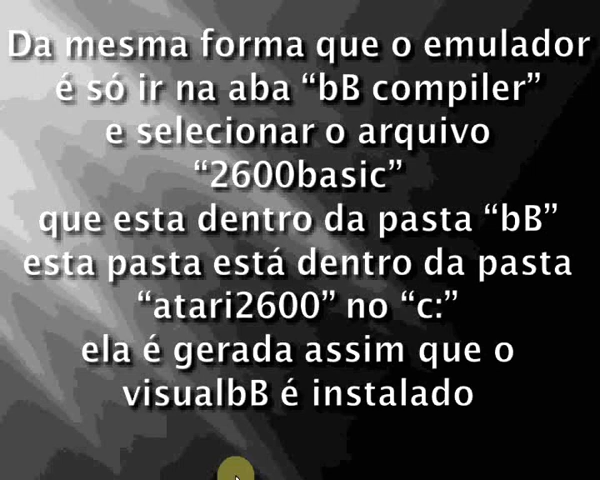 Da mesma forma que o emulador
é só ir na aba “bB compiler”
e selecionar o arquivo
“2600basic”
que esta dentro da pasta “bB”
esta pasta está dentro da pasta
“atari2600” no “c:”
ela é gerada assim que o
visualbB é instalado